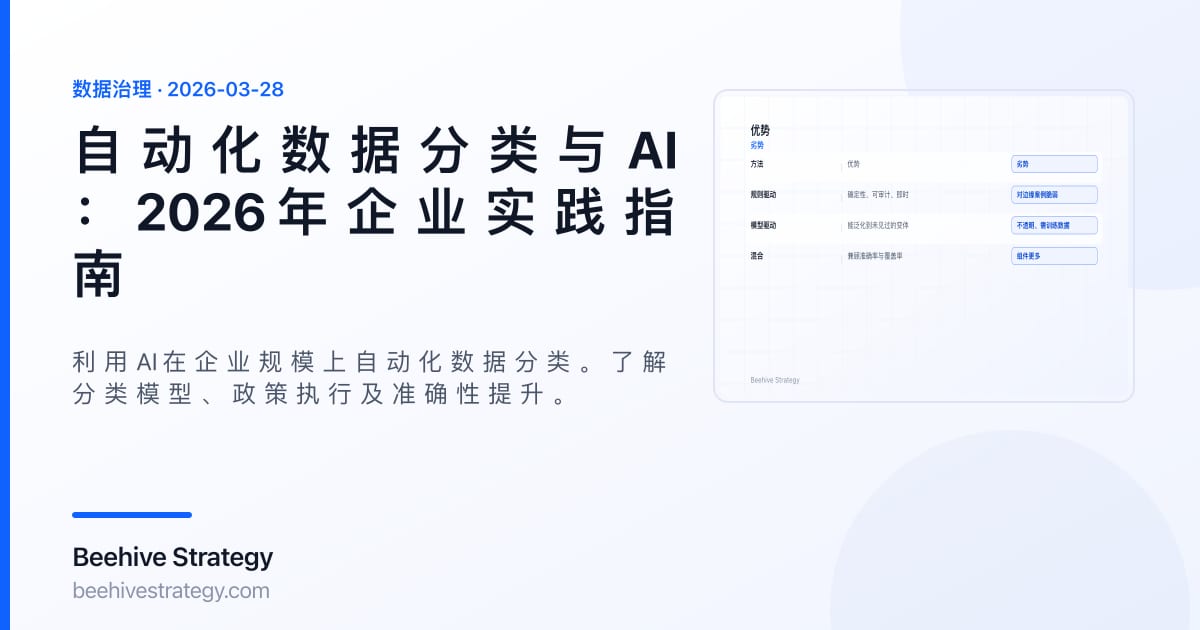 数据治理 · 2026-03-28
自动化数据分类与AI
：2026年企业实践指
南
利用AI在企业规模上自动化数据分类。了解
分类模型、政策执行及准确性提升。
Beehive Strategy
beehivestrategy.com
优势
劣势
方法 优势 劣势
规则驱动 确定性、可审计、即时 对边缘案例脆弱
模型驱动 能泛化到未见过的变体 不透明、需训练数据
混合 兼顾准确率与覆盖率 组件更多
Beehive Strategy